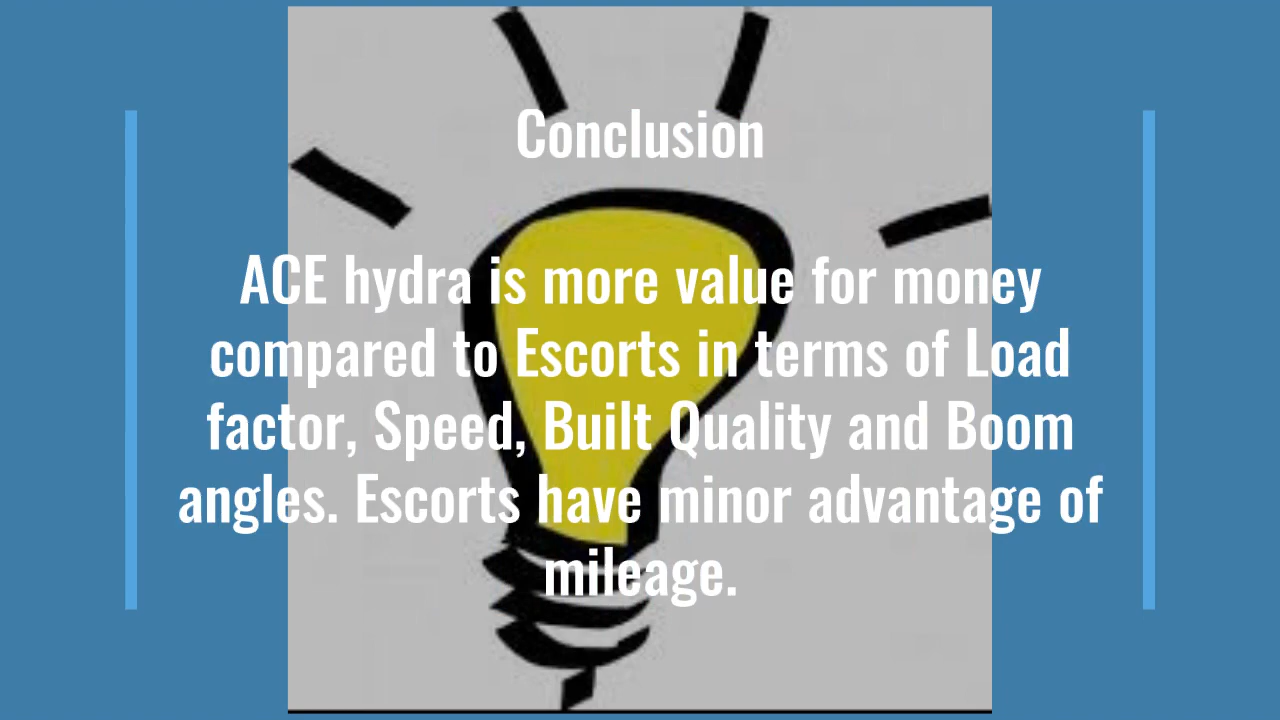 Conclusion
ACE hydra is more value for money
compared to Escorts in terms of Load
factor, Speed, Built Quality and Boom
angles. Escorts have minor advantage of
mileage.